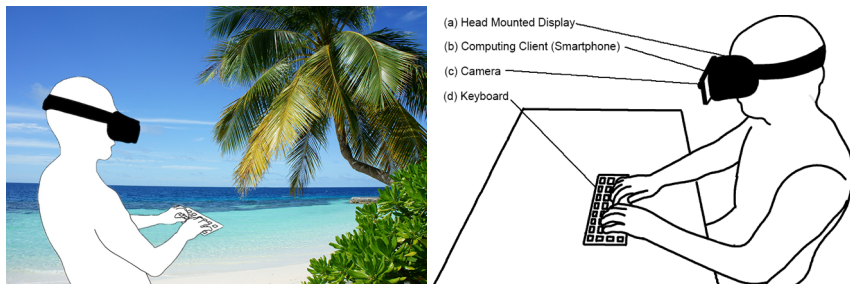 (a) Head Mounted Display
(b) Computing Client (Smartphone)
(c) Camera
(d) Keyboard